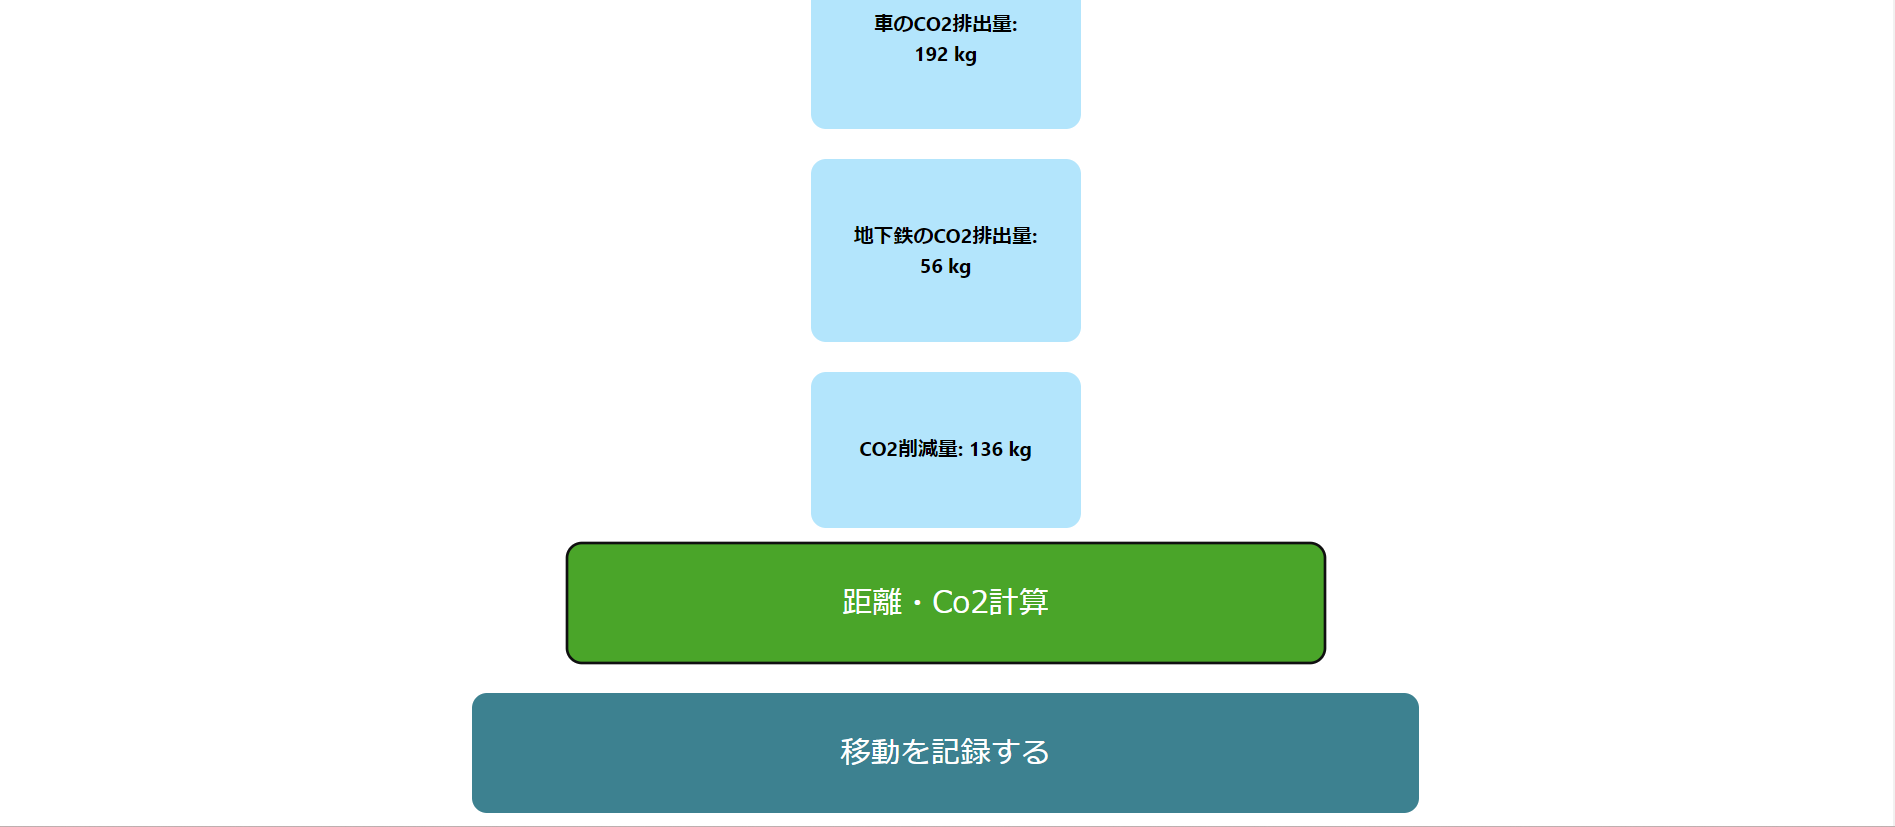 車のCO2排出量:
192 kg
地下鉄のCO2排出量:
56 kg
CO2削減量: 136 kg
距離・Co2計算
移動を記録する